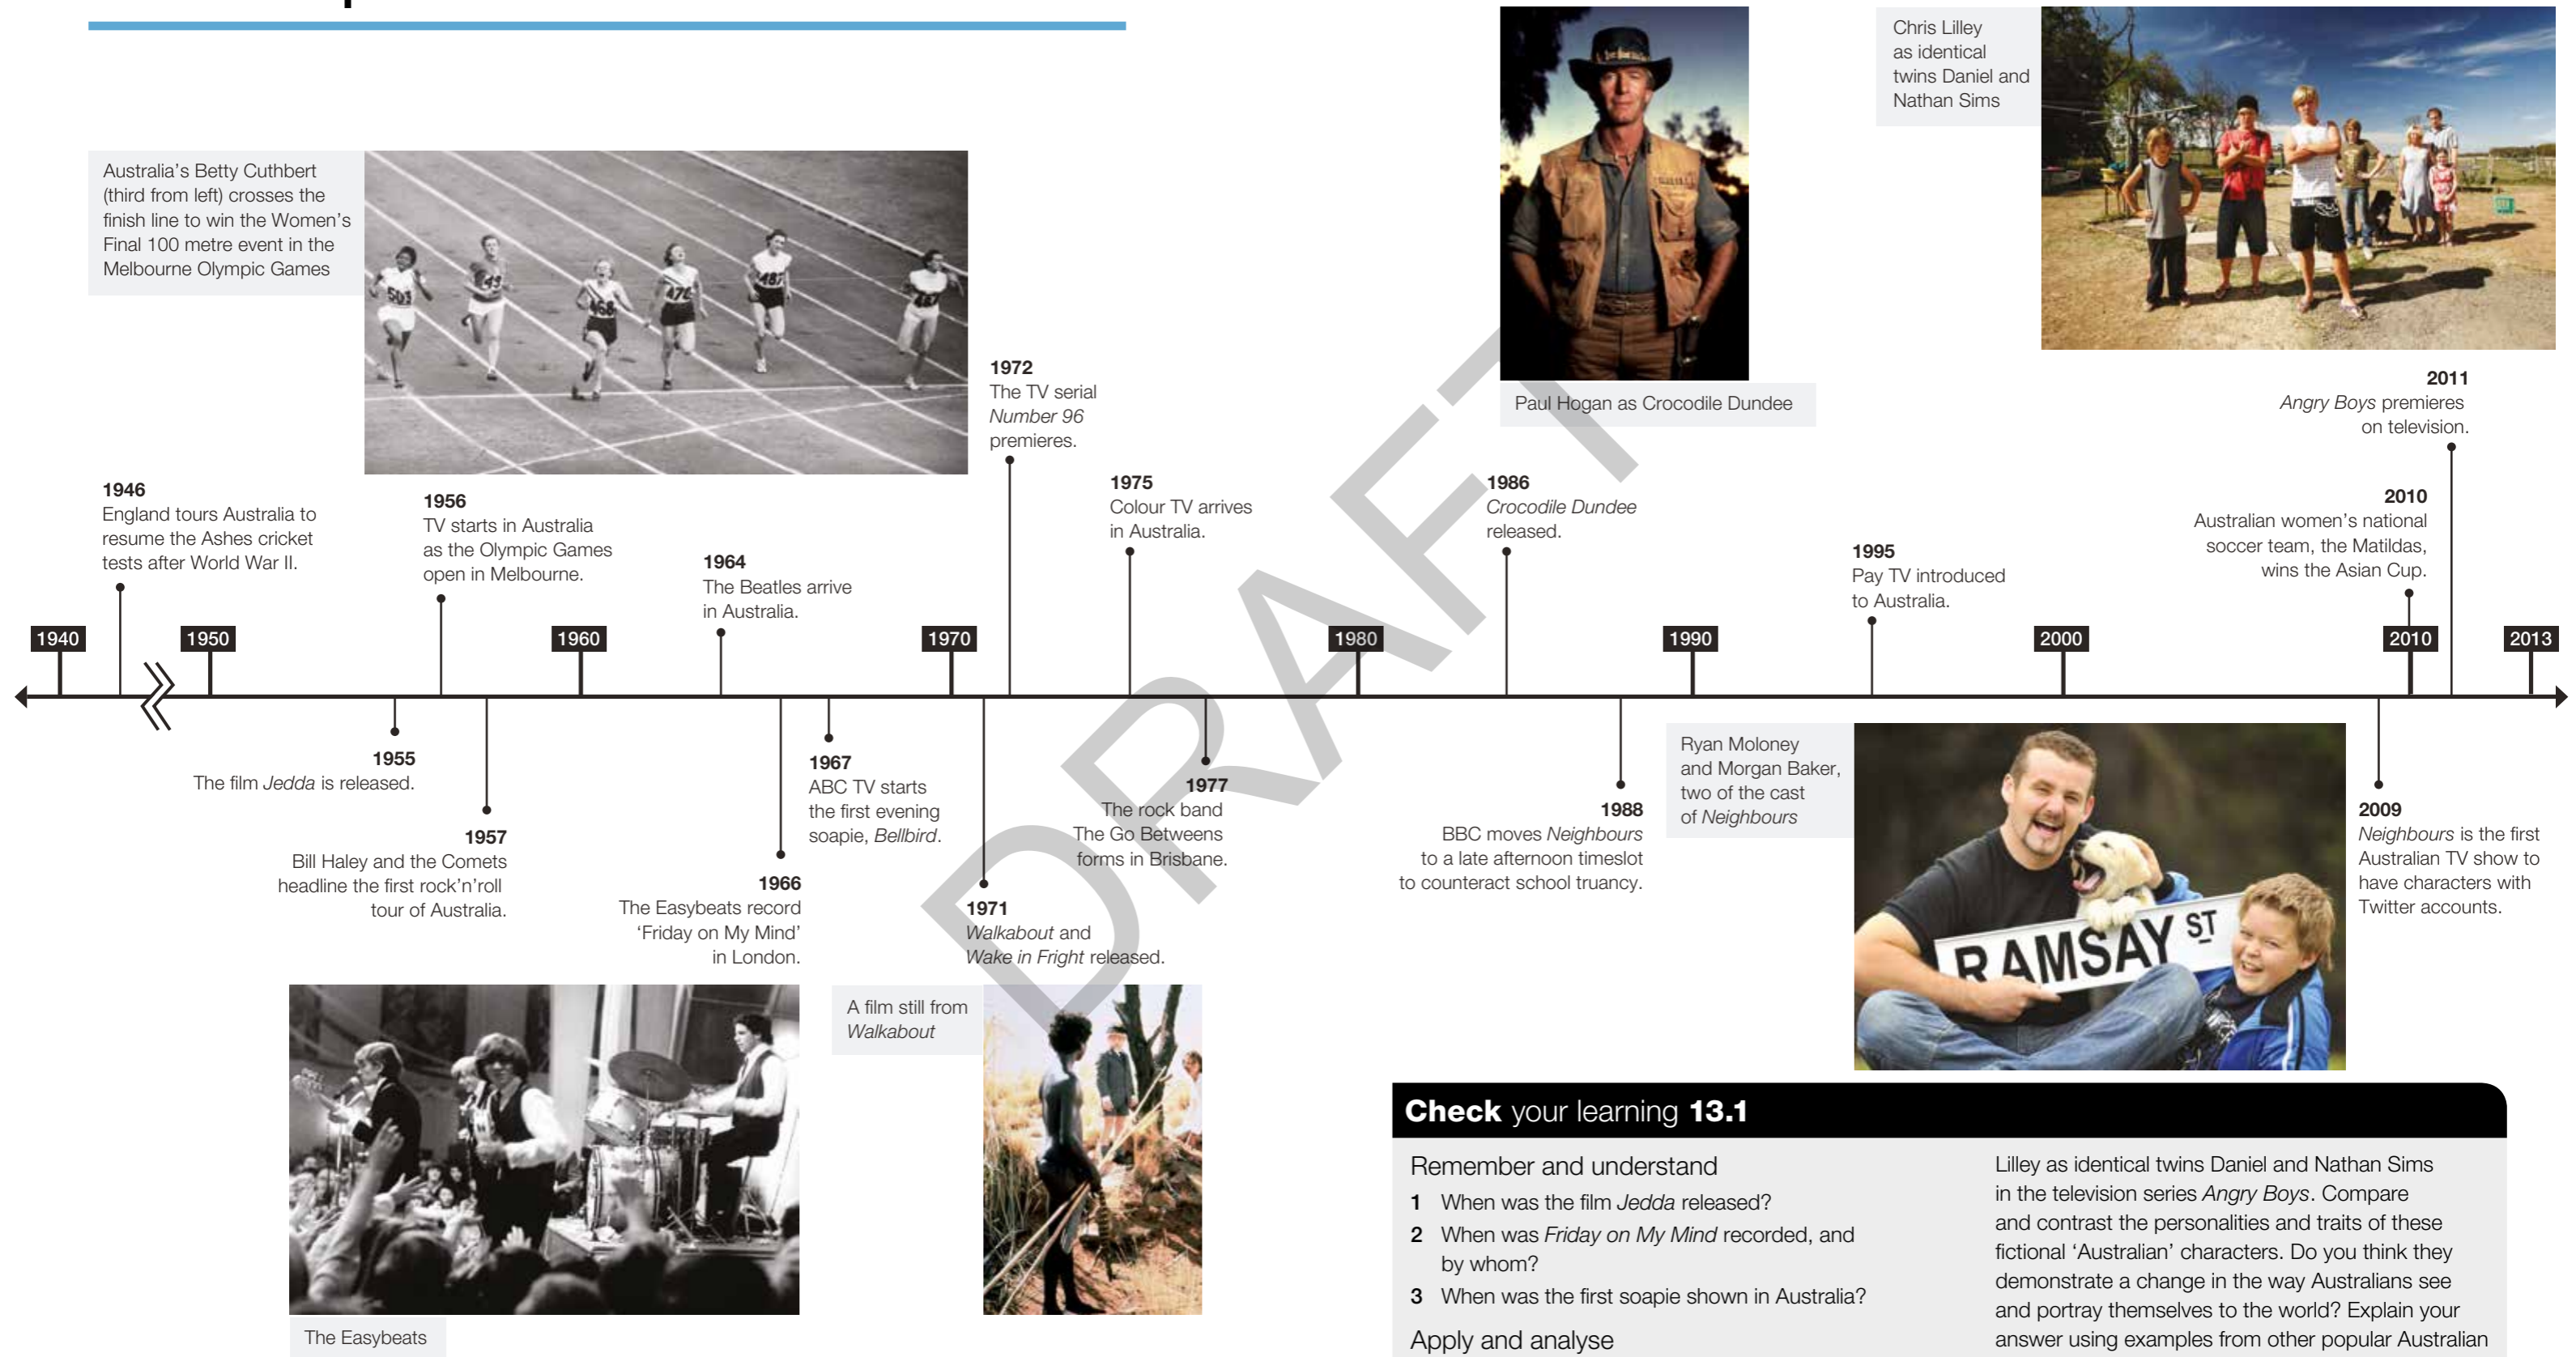 Australia's Betty Cuthbert
(third from left) crosses the
finish line to win the Women's
Final 100 metre event in the
Melbourne Olympic Games
503
43
468
476
487
Paul Hogan as Crocodile Dundee
Chris Lilley
as identical
twins Daniel and
Nathan Sims
1946
England tours Australia to
resume the Ashes cricket
tests after World War II.
1956
TV starts in Australia
as the Olympic Games
open in Melbourne.
1964
The Beatles arrive
in Australia.
1972
The TV serial
Number 96
premieres.
1975
Colour TV arrives
in Australia.
1986
Crocodile Dundee
released.
1995
Pay TV introduced
to Australia.
2010
Australian women's national
soccer team, the Matildas,
wins the Asian Cup.
2011
Angry Boys premieres
on television.
1940
1950
1960
1970
1980
1990
2000
2010
2013
1955
The film Jedda is released.
1957
Bill Haley and the Comets
headline the first rock'n'roll
tour of Australia.
1966
The Easybeats record
'Friday on My Mind'
in London.
1967
ABC TV starts
the first evening
soapie, Bellbird.
1971
Walkabout and
Wake in Fright released.
1977
The rock band
The Go Betweens
forms in Brisbane.
1988
BBC moves Neighbours
to a late afternoon timeslot
to counteract school truancy.
Ryan Moloney
and Morgan Baker,
two of the cast
of Neighbours
RAMSAY ST
2009
Neighbours is the first
Australian TV show to
have characters with
Twitter accounts.
The Easybeats
A film still from
Walkabout
DRAFT
Check your learning 13.1
Remember and understand
1 When was the film Jedda released?
2 When was Friday on My Mind recorded, and
by whom?
3 When was the first soapie shown in Australia?
Apply and analyse
Lilley as identical twins Daniel and Nathan Sims
in the television series Angry Boys. Compare
and contrast the personalities and traits of these
fictional 'Australian' characters. Do you think they
demonstrate a change in the way Australians see
and portray themselves to the world? Explain your
answer using examples from other popular Australian